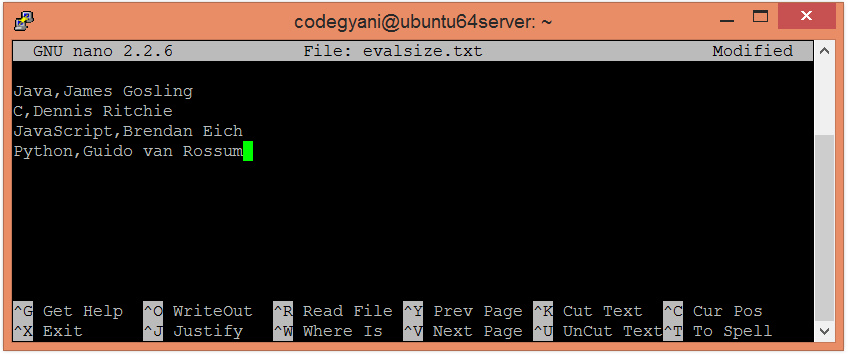 codegyani@ubuntu64server: ~
GNU nano 2.2.6 File: evalsize.txt Modified
Java,James Gosling
C,Dennis Ritchie
JavaScript,Brendan Eich
Python,Guido van Rossum
^G Get Help ^O WriteOut ^R Read File ^Y Prev Page ^K Cut Text ^C Cur Pos
^X Exit ^J Justify ^W Where Is ^V Next Page ^U UnCut Text^T To Spell